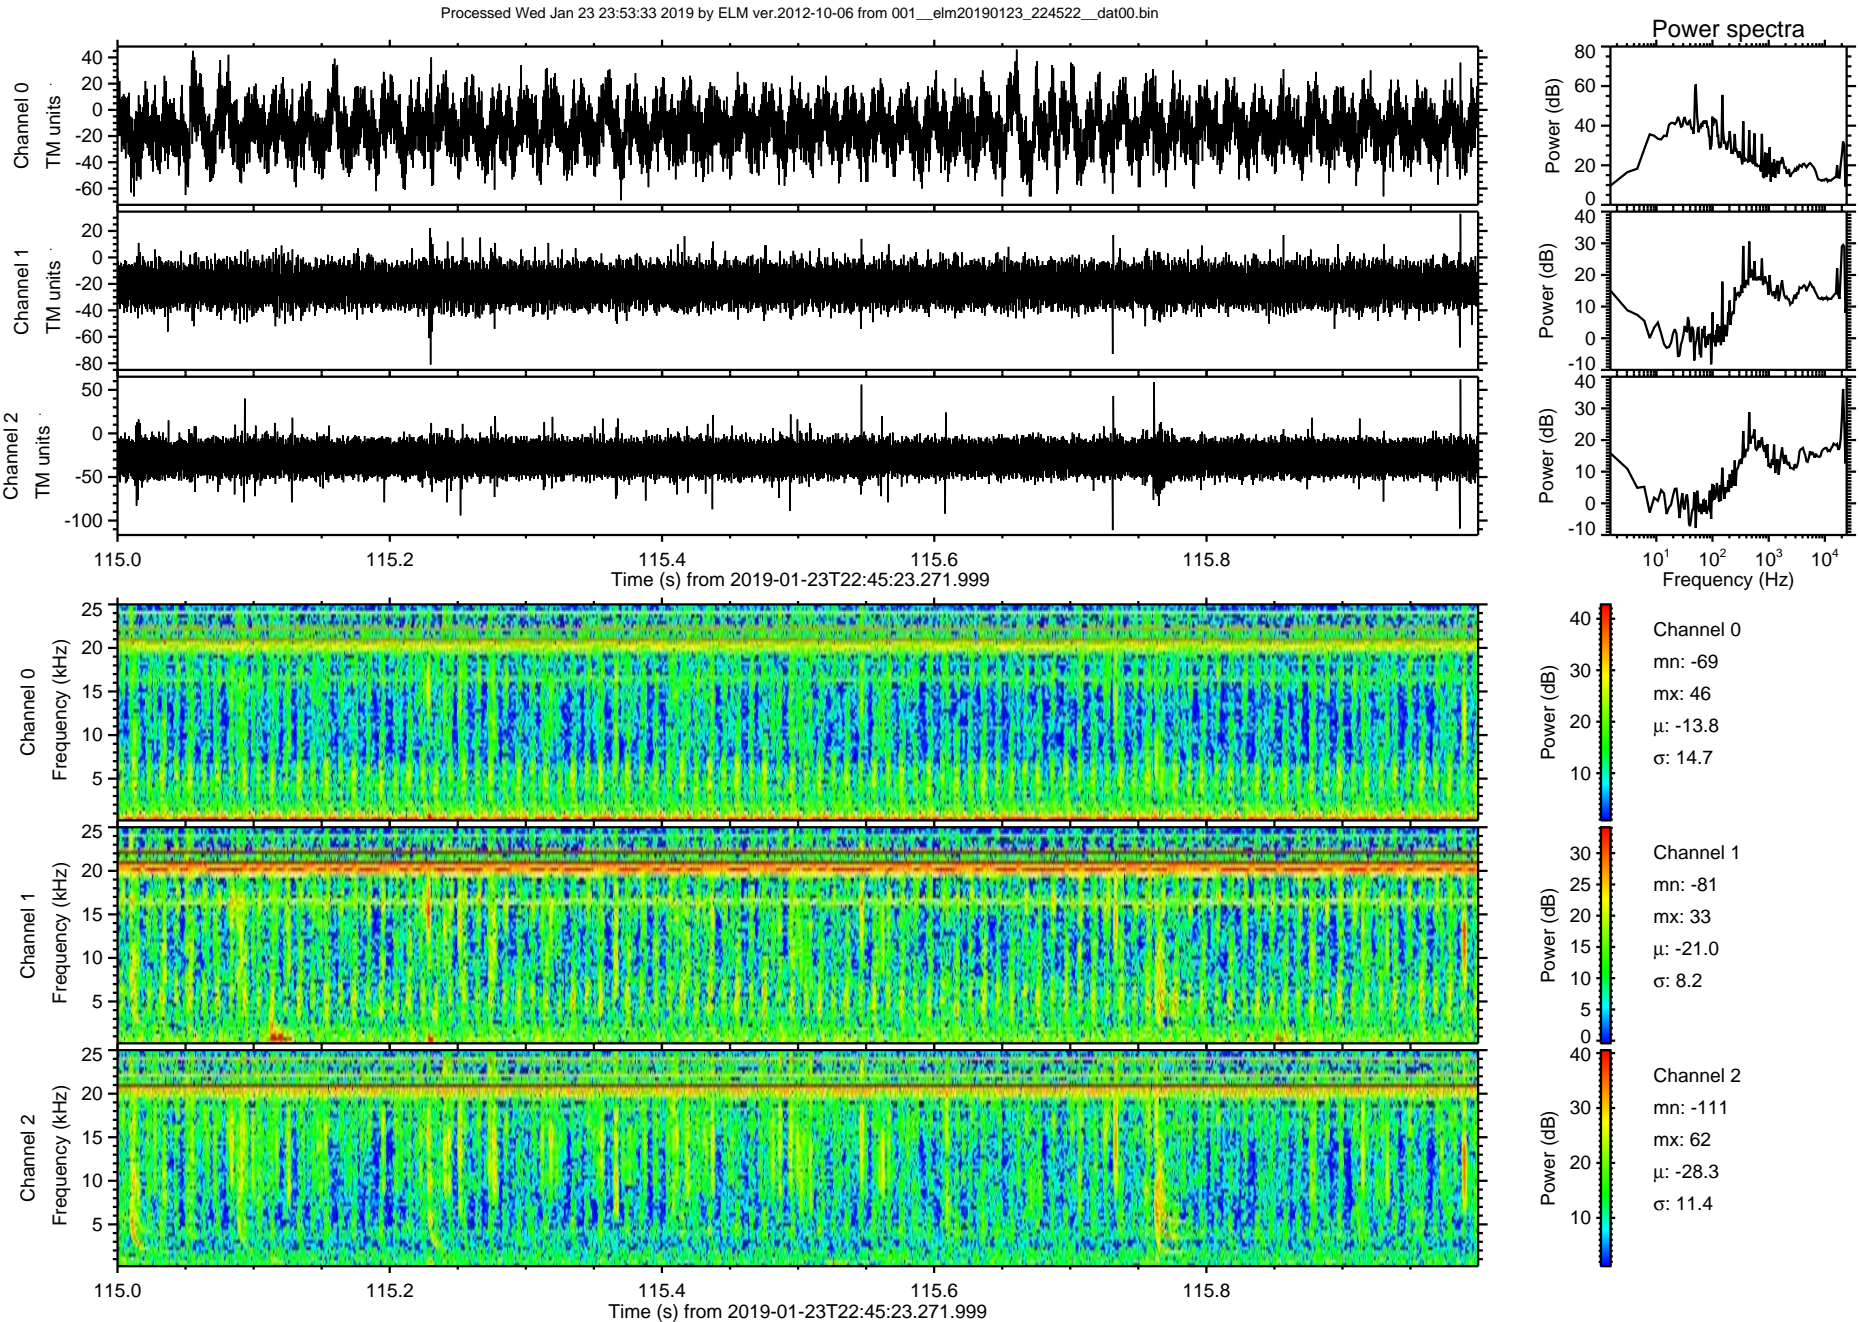 Processed Wed Jan 23 23:53:33 2019 by ELM ver.2012-10-06 from 001__elm20190123_224522__dat00.bin
Power spectra
Channel 0
TM units
40
20
0
-20
-40
-60
Power (dB)
80
60
40
20
0
Channel 1
TM units
20
0
-20
-40
-60
-80
Power (dB)
40
30
20
10
0
-10
Channel 2
TM units
50
0
-50
-100
Power (dB)
40
30
20
10
0
-10
115.0 115.2 115.4 115.6 115.8
Time (s) from 2019-01-23T22:45:23.271.999
10^1 10^2 10^3 10^4
Frequency (Hz)
Channel 0
Frequency (kHz)
25
20
15
10
5
Power (dB)
40
30
20
10
Channel 0
mn: -69
mx: 46
μ: -13.8
σ: 14.7
Channel 1
Frequency (kHz)
25
20
15
10
5
Power (dB)
30
25
20
15
10
5
0
Channel 1
mn: -81
mx: 33
μ: -21.0
σ: 8.2
Channel 2
Frequency (kHz)
25
20
15
10
5
Power (dB)
40
30
20
10
Channel 2
mn: -111
mx: 62
μ: -28.3
σ: 11.4
115.0 115.2 115.4 115.6 115.8
Time (s) from 2019-01-23T22:45:23.271.999